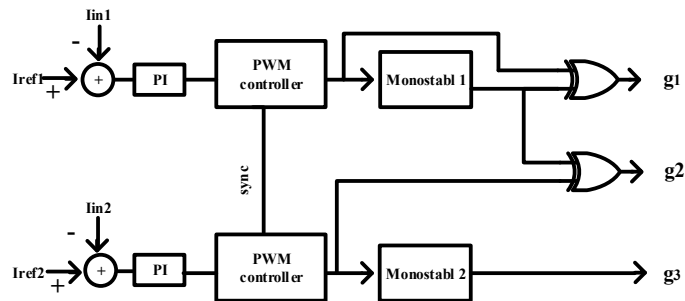 Iin1
-
Iref1
+
+
PI
PWM
controller
Monostabl 1
g1
sync
g2
Iin2
-
Iref2
+
+
PI
PWM
controller
Monostabl 2
g3